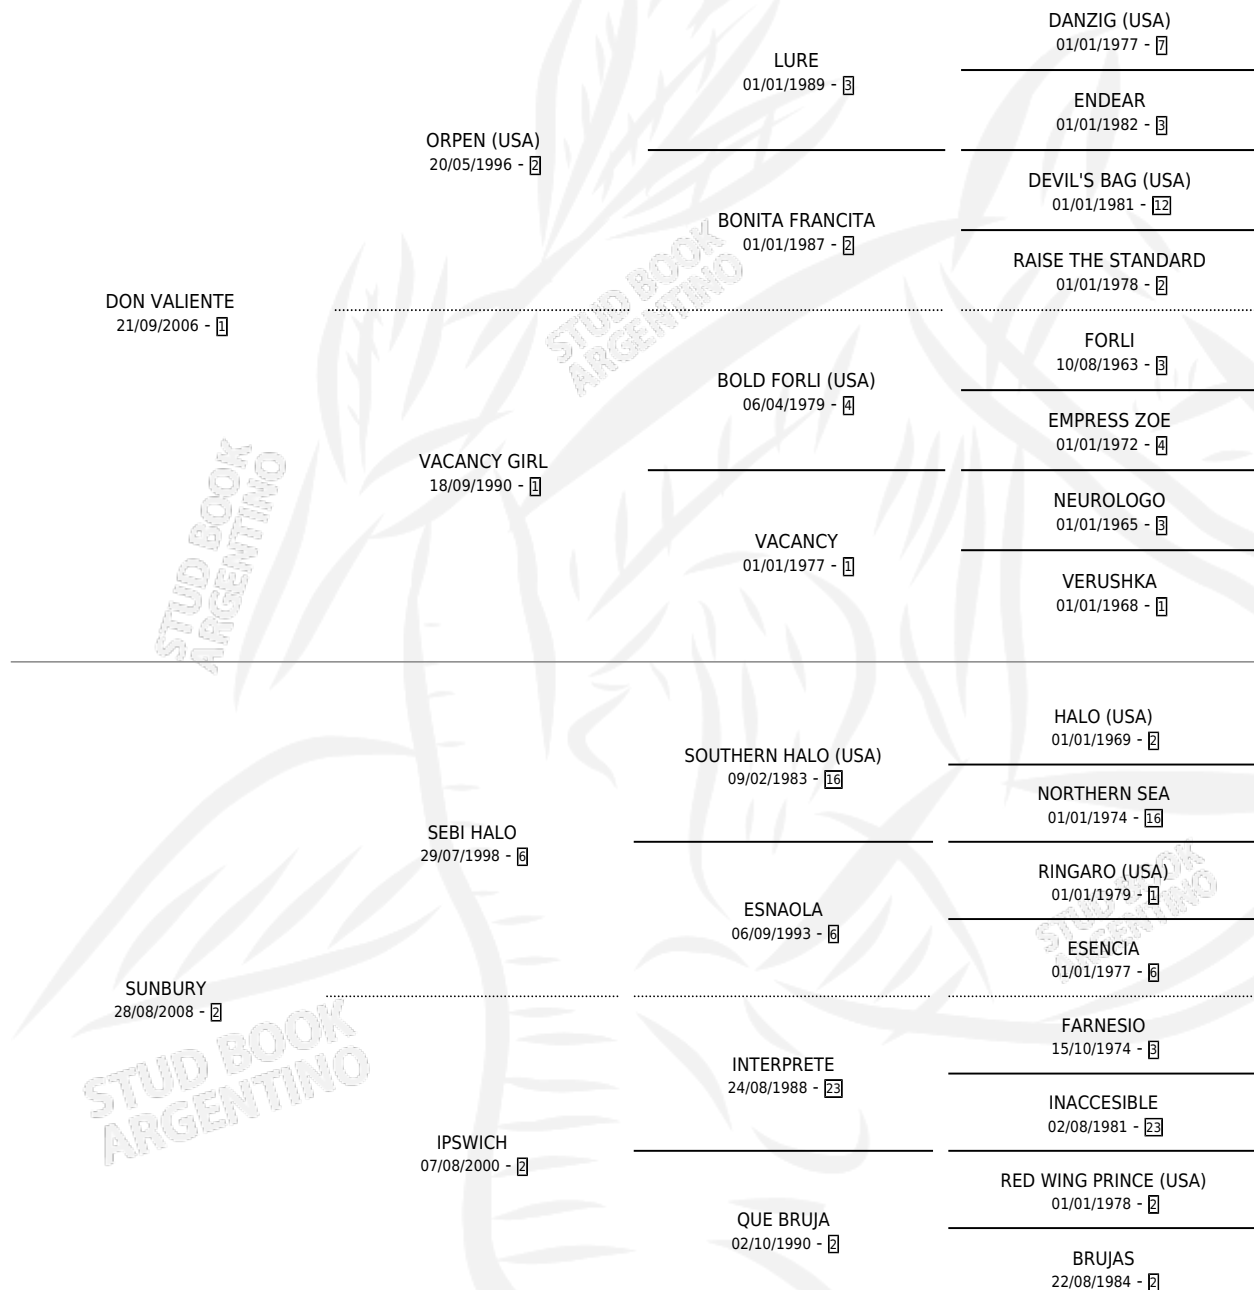 DANZIG (USA)
01/01/1977 - 7
LURE
01/01/1989 - 3
ENDEAR
01/01/1982 - 3
ORPEN (USA)
20/05/1996 - 2
DEVIL'S BAG (USA)
01/01/1981 - 12
BONITA FRANCITA
01/01/1987 - 2
RAISE THE STANDARD
01/01/1978 - 2
DON VALIENTE
21/09/2006 - 1
FORLI
10/08/1963 - 3
BOLD FORLI (USA)
06/04/1979 - 4
EMPRESS ZOE
01/01/1972 - 4
VACANCY GIRL
18/09/1990 - 1
NEUROLOGO
01/01/1965 - 3
VACANCY
01/01/1977 - 1
VERUSHKA
01/01/1968 - 1
HALO (USA)
01/01/1969 - 2
SOUTHERN HALO (USA)
09/02/1983 - 16
NORTHERN SEA
01/01/1974 - 16
SEBI HALO
29/07/1998 - 6
RINGARO (USA)
01/01/1979 - 1
ESNAOLA
06/09/1993 - 6
ESENCIA
01/01/1977 - 6
SUNBURY
28/08/2008 - 2
FARNESIO
15/10/1974 - 3
INTERPRETE
24/08/1988 - 23
INACCESIBLE
02/08/1981 - 23
IPSWICH
07/08/2000 - 2
RED WING PRINCE (USA)
01/01/1978 - 2
QUE BRUJA
02/10/1990 - 2
BRUJAS
22/08/1984 - 2
STUD BOOK
ARGENTINO
STUD BOOK
ARGENTINO
STUD BOOK
ARGENTINO
STUD BOOK
ARGENTINO